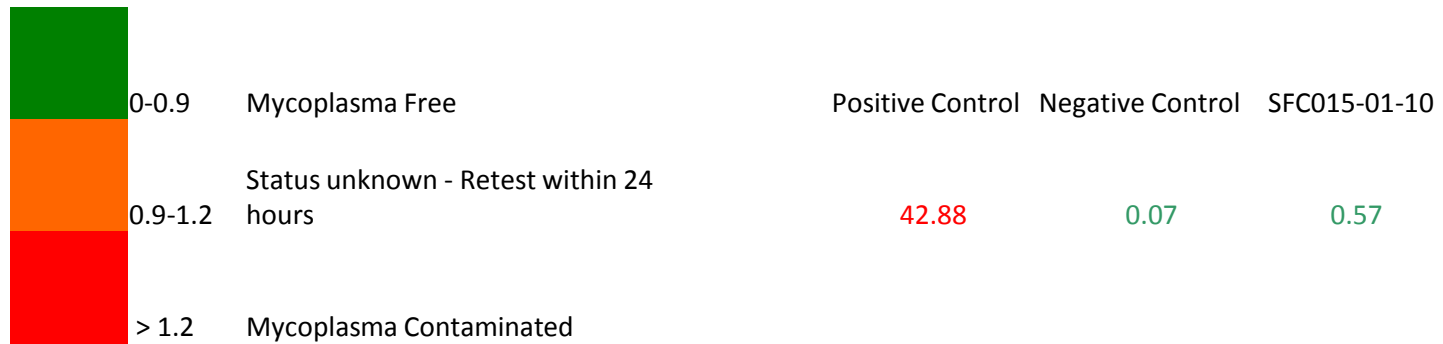 0-0.9 Mycoplasma Free Positive Control Negative Control SFC015-01-10
Status unknown - Retest within 24
0.9-1.2 hours 42.88 0.07 0.57
> 1.2 Mycoplasma Contaminated